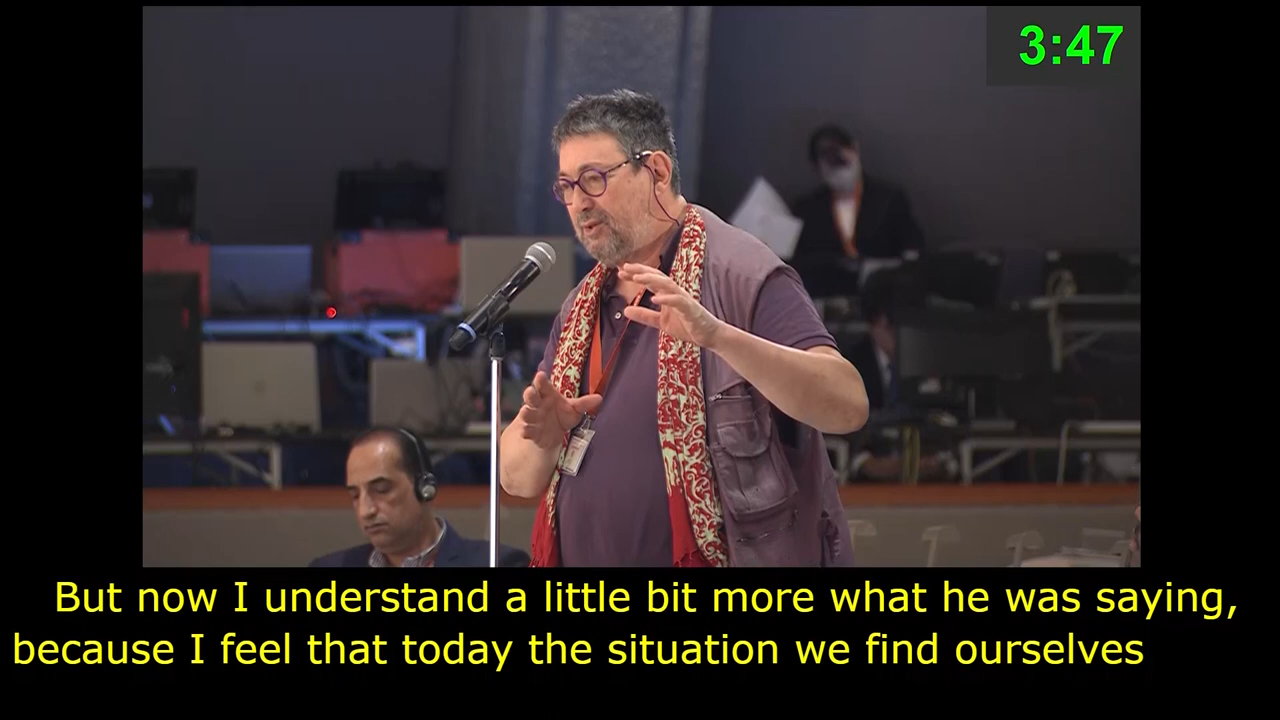 3:47
But now I understand a little bit more what he was saying,
because I feel that today the situation we find ourselves